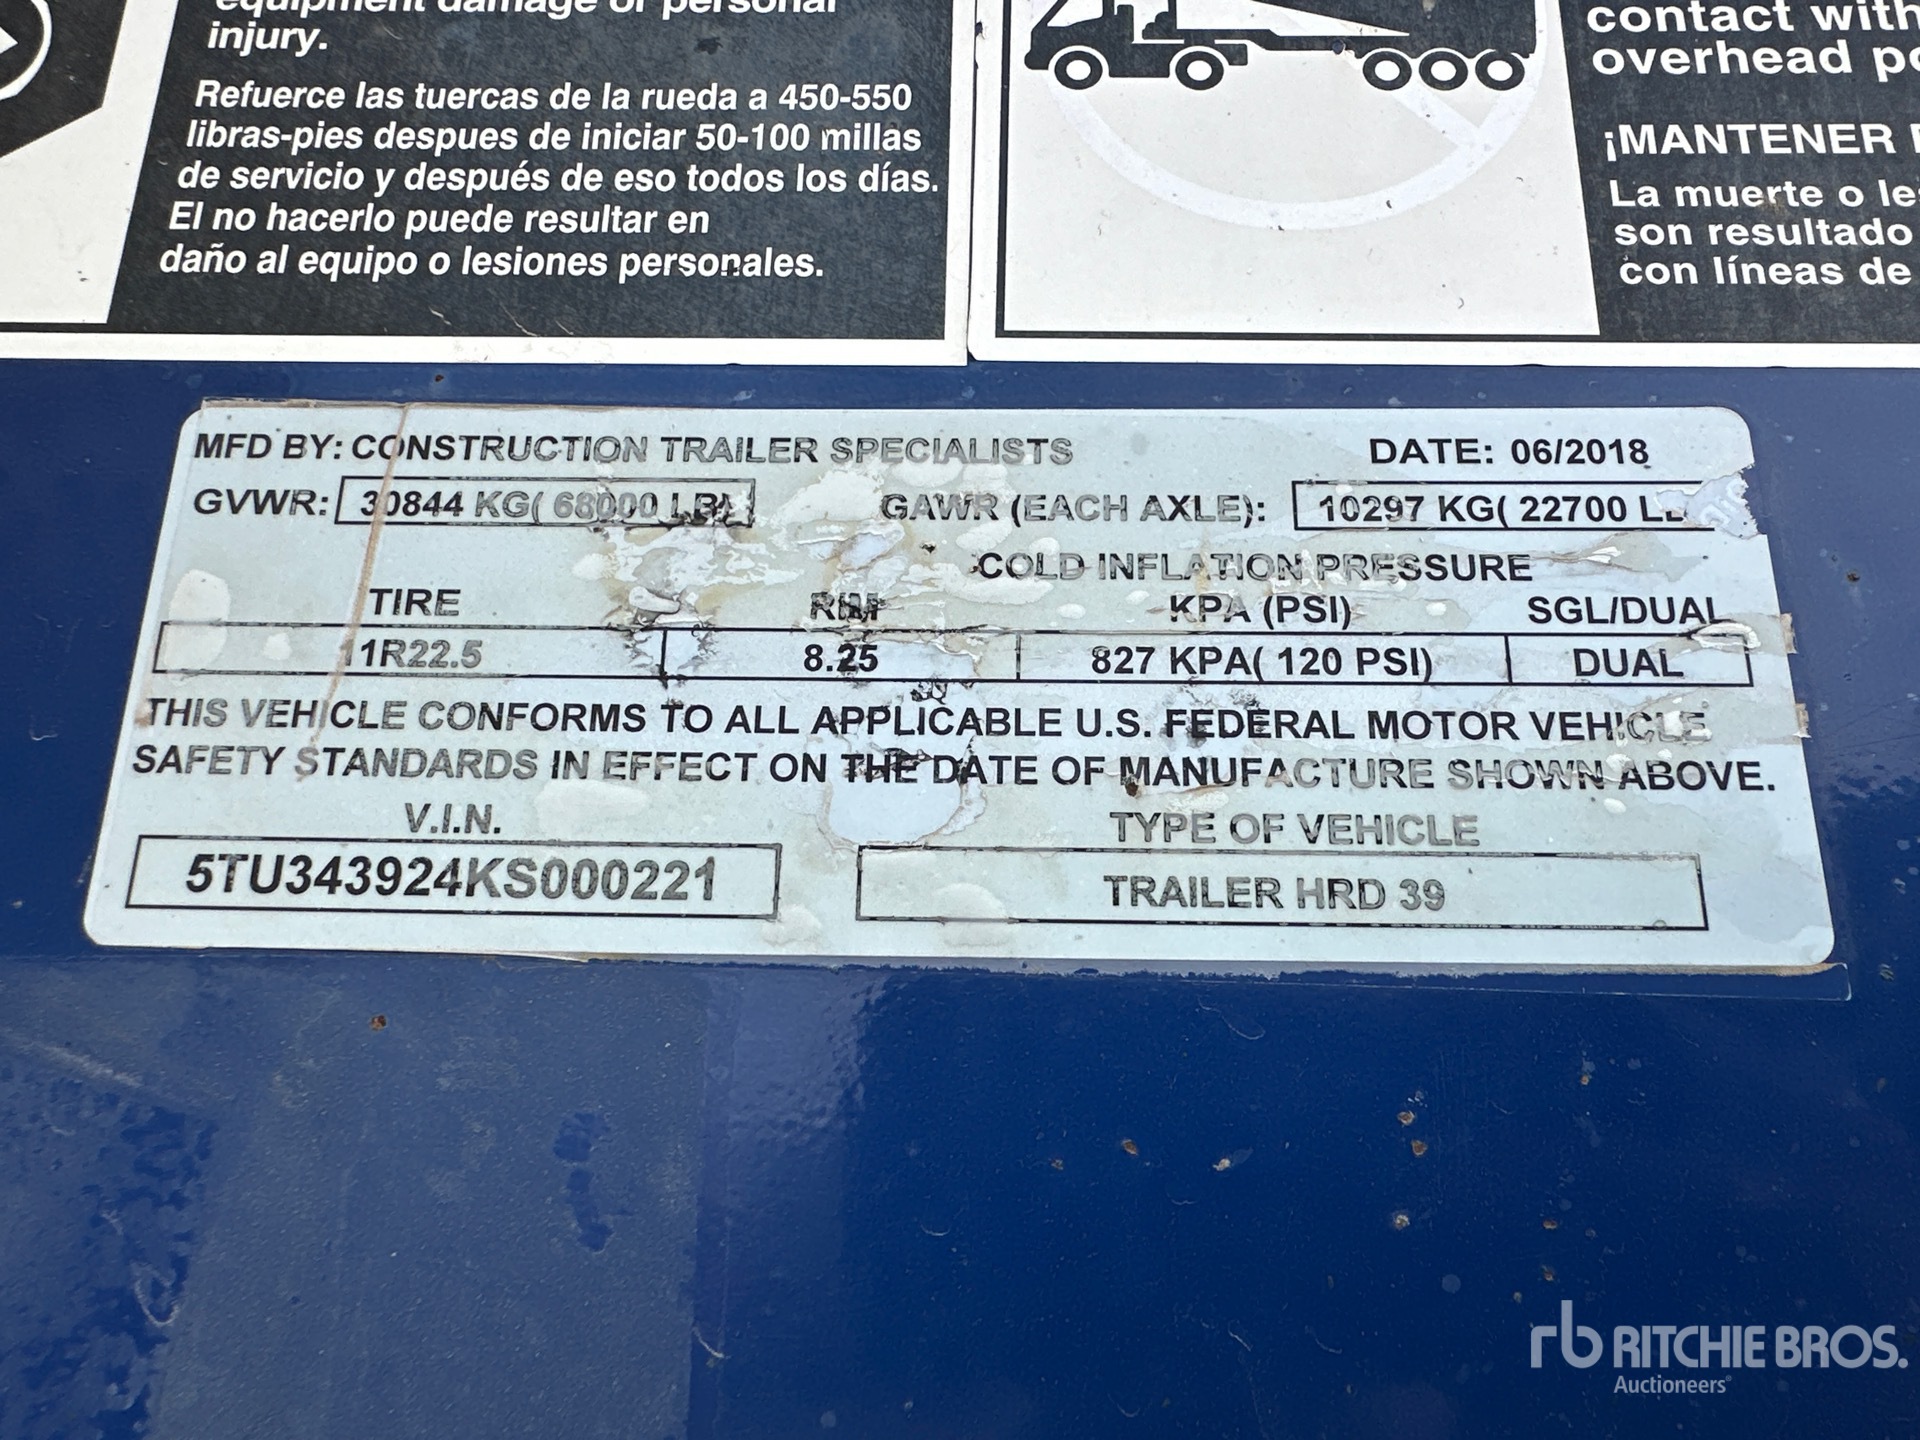 equipment damage or personal
injury.
Refuerce las tuercas de la rueda a 450-550
libras-pies despues de iniciar 50-100 millas
de servicio y después de eso todos los días.
El no hacerlo puede resultar en
daño al equipo o lesiones personales.
contact with
overhead
¡MANTENER
La muerte o
son resultado
con líneas de
MFD BY: CONSTRUCTION TRAILER SPECIALISTS DATE: 06/2018
GVWR: 30844 KG( 68000 LB) GAWR (EACH AXLE): 10297 KG( 22700
COLD INFLATION PRESSURE
TIRE RIM KPA (PSI) SGL/DUAL
11R22.5 8.25 827 KPA( 120 PSI) DUAL
THIS VEHICLE CONFORMS TO ALL APPLICABLE U.S. FEDERAL MOTOR VEHICLE
SAFETY STANDARDS IN EFFECT ON THE DATE OF MANUFACTURE SHOWN ABOVE.
V.I.N. TYPE OF VEHICLE
5TU343924KS000221 TRAILER HRD 39
rb RITCHIE BROS.
Auctioneers